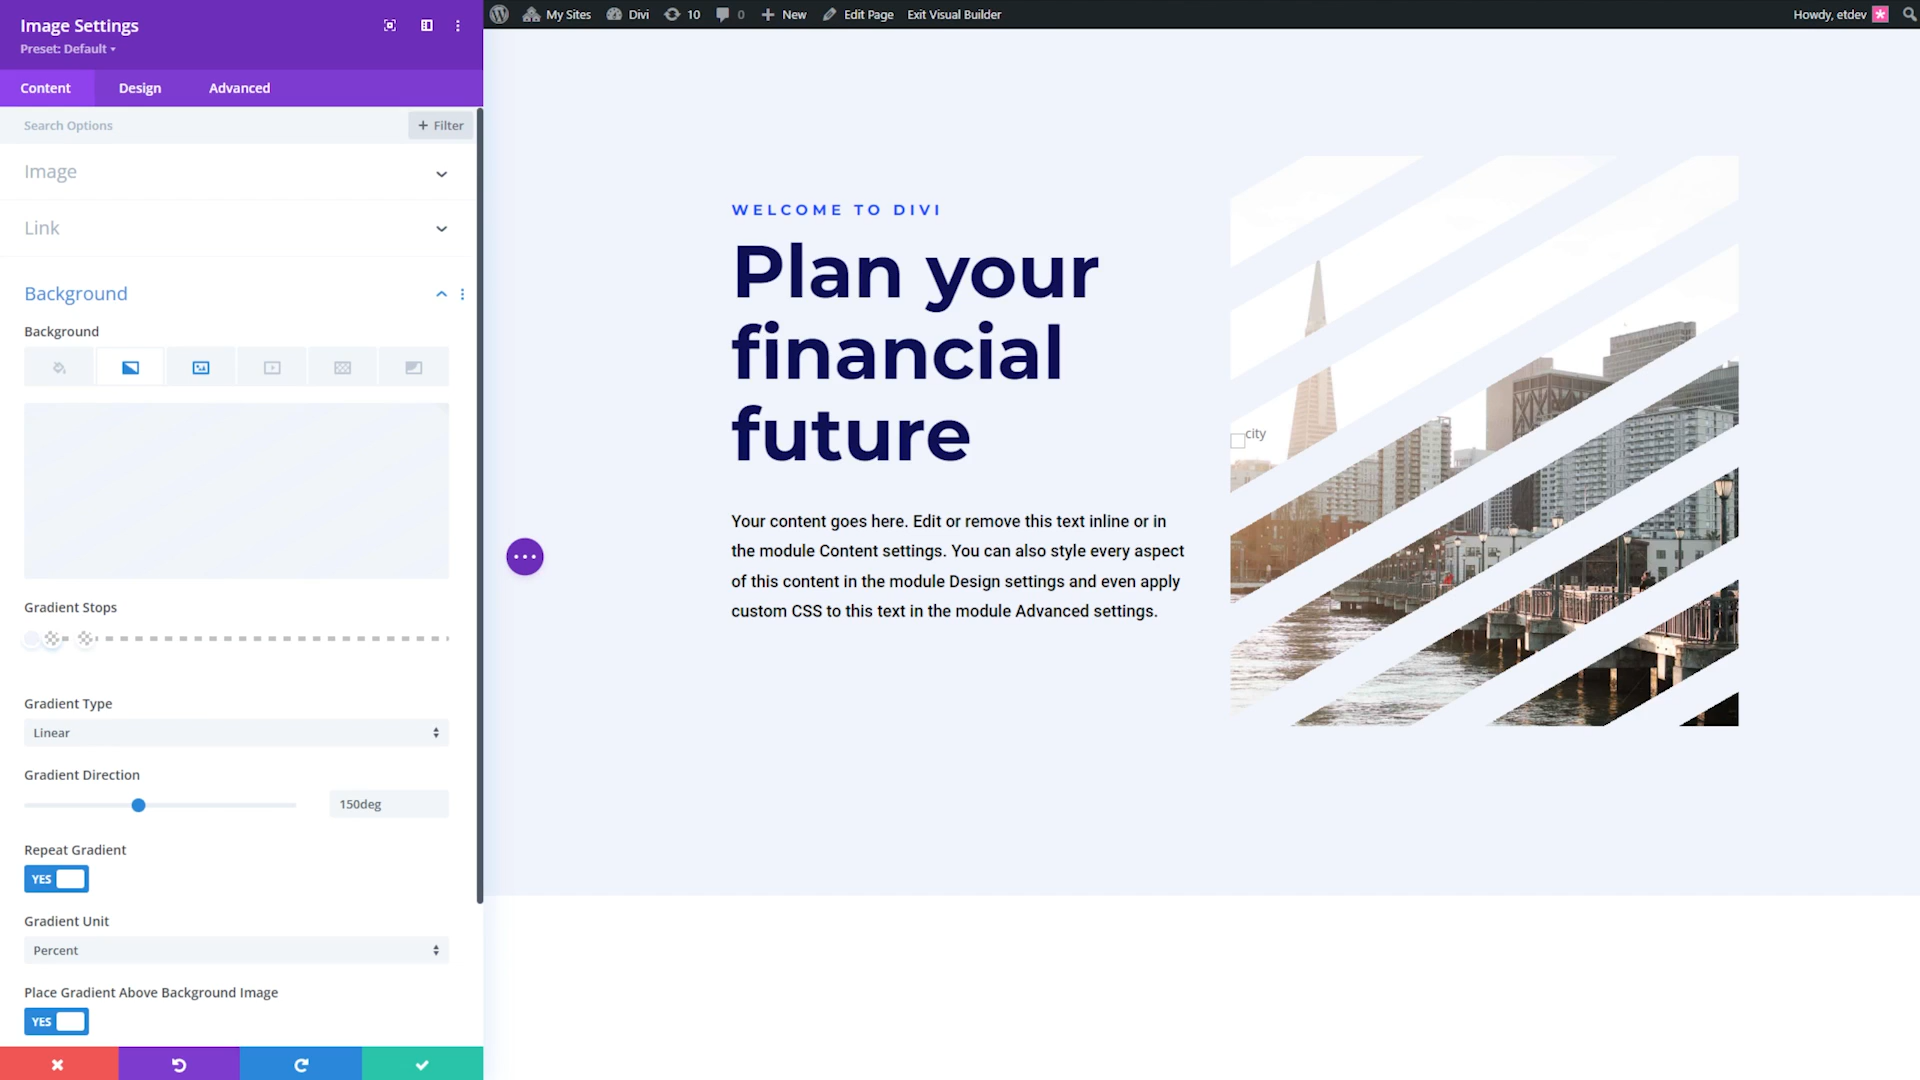 Image Settings
Preset: Default
Content
Design
Advanced
Search Options
+ Filter
Image
Link
Background
Background
Gradient Stops
Gradient Type
Linear
Gradient Direction
150deg
Repeat Gradient
YES
Gradient Unit
Percent
Place Gradient Above Background Image
YES
My Sites
Divi
10
0
New
Edit Page
Exit Visual Builder
Howdy, etdev
WELCOME TO DIVI
Plan your
financial
future
Your content goes here. Edit or remove this text inline or in
the module Content settings. You can also style every aspect
of this content in the module Design settings and even apply
custom CSS to this text in the module Advanced settings.
city